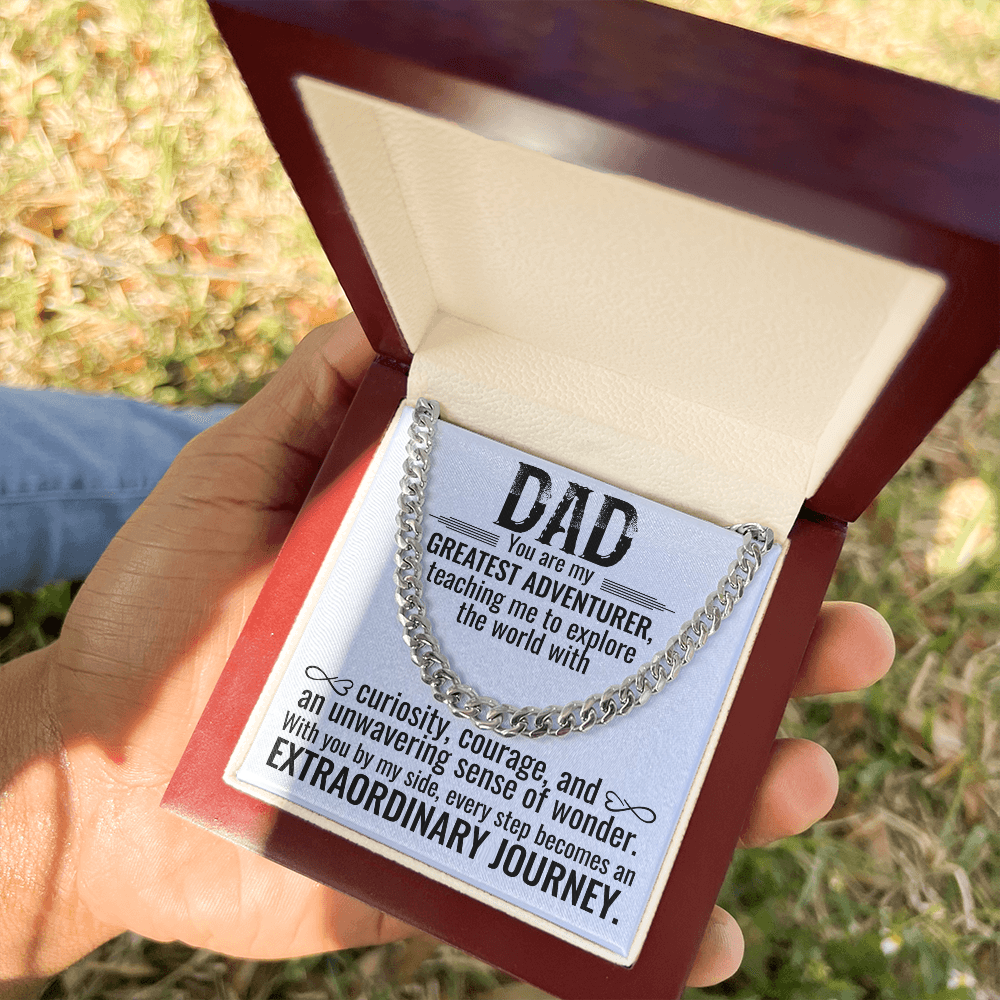 DAD
You are my
GREATEST ADVENTURER,
teaching me to explore
the world with
curiosity, courage, and
an unwavering sense of wonder.
With you by my side, every step becomes an
EXTRAORDINARY JOURNEY.